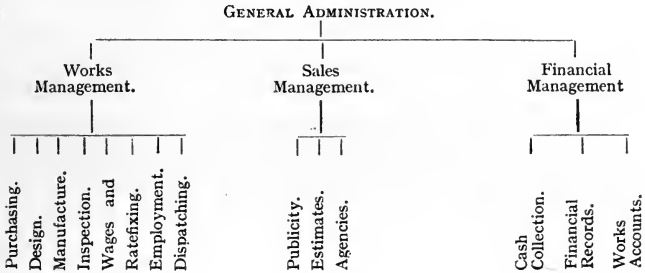 GENERAL ADMINISTRATION.
Works
Management.
Sales
Management.
Financial
Management
Purchasing.
Design.
Manufacture.
Inspection.
Wages and
Ratefixing.
Employment.
Dispatching.
Publicity.
Estimates.
Agencies.
Cash
Collection.
Financial
Records.
Works
Accounts.